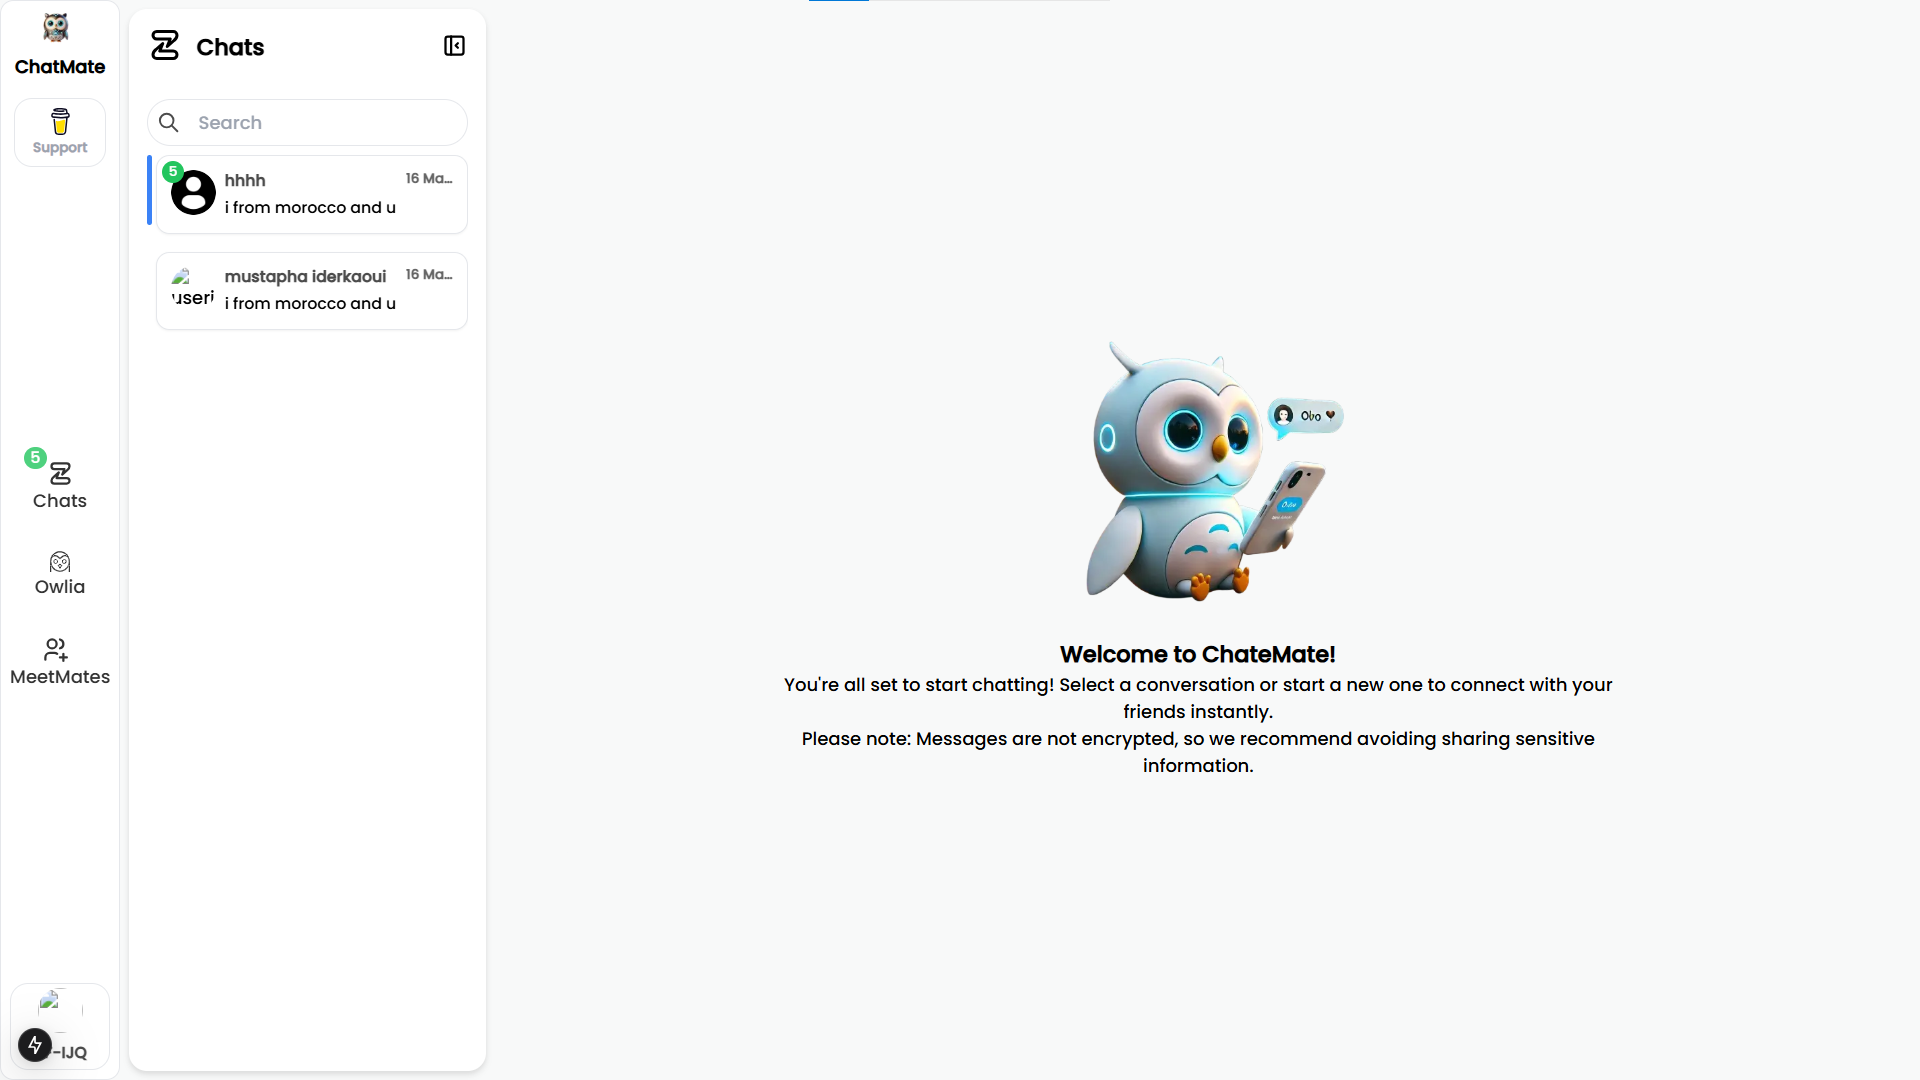 ChatMate
Support
5
Chats
Owlia
MeetMates
-IJQ
Chats
Search
5
hhhh
16 Ma...
i from morocco and u
useri
mustapha iderkaoui
16 Ma...
i from morocco and u
Welcome to ChateMate!
You're all set to start chatting! Select a conversation or start a new one to connect with your
friends instantly.
Please note: Messages are not encrypted, so we recommend avoiding sharing sensitive
information.